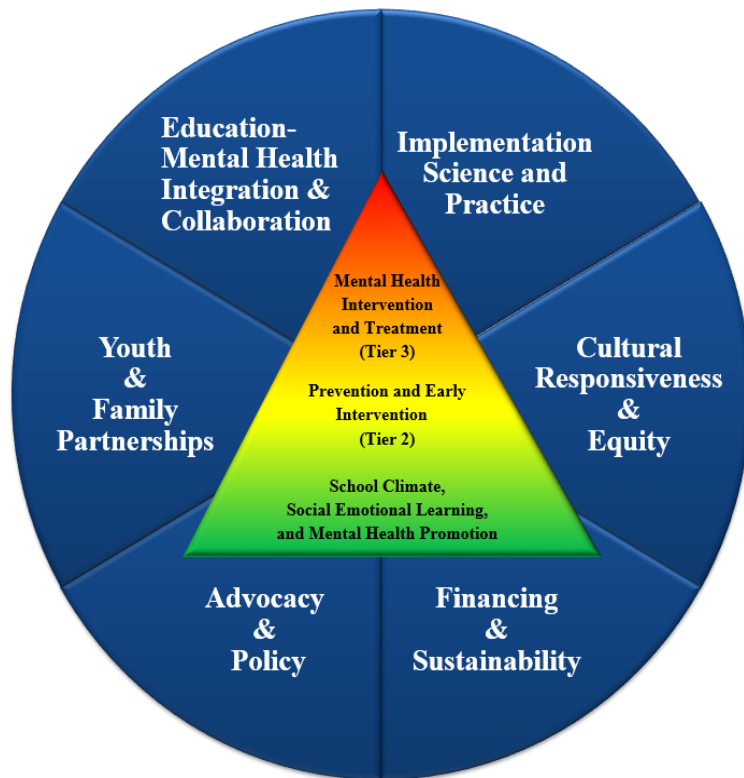 Education-
Mental Health
Integration &
Collaboration
Implementation
Science and
Practice
Mental Health
Intervention
and Treatment
(Tier 3)
Youth
&
Family
Partnerships
Prevention and Early
Intervention
(Tier 2)
Cultural
Responsiveness
&
Equity
School Climate,
Social Emotional Learning,
and Mental Health Promotion
Advocacy
&
Policy
Financing
&
Sustainability